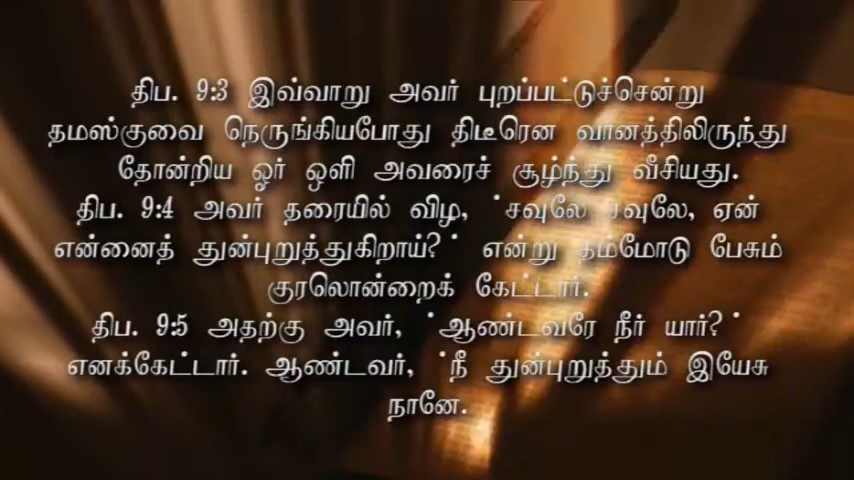 திப. 9:3 இவ்வாறு அவர் புறப்பட்டுச்சென்று
தமஸ்குவை நெருங்கியபோது திடீரென வானத்திலிருந்து
தோன்றிய ஓர் ஒளி அவரைச் சூழ்ந்து வீசியது.
திப. 9:4 அவர் தரையில் விழ, 'சவுலே சவுலே, ஏன்
என்னைத் துன்புறுத்துகிறாய்?' என்று தம்மோடு பேசும்
குரலொன்றைக் கேட்டார்.
திப. 9:5 அதற்கு அவர், 'ஆண்டவரே நீர் யார்?'
எனக்கேட்டார். ஆண்டவர், 'நீ துன்புறுத்தும் இயேசு
நானே.